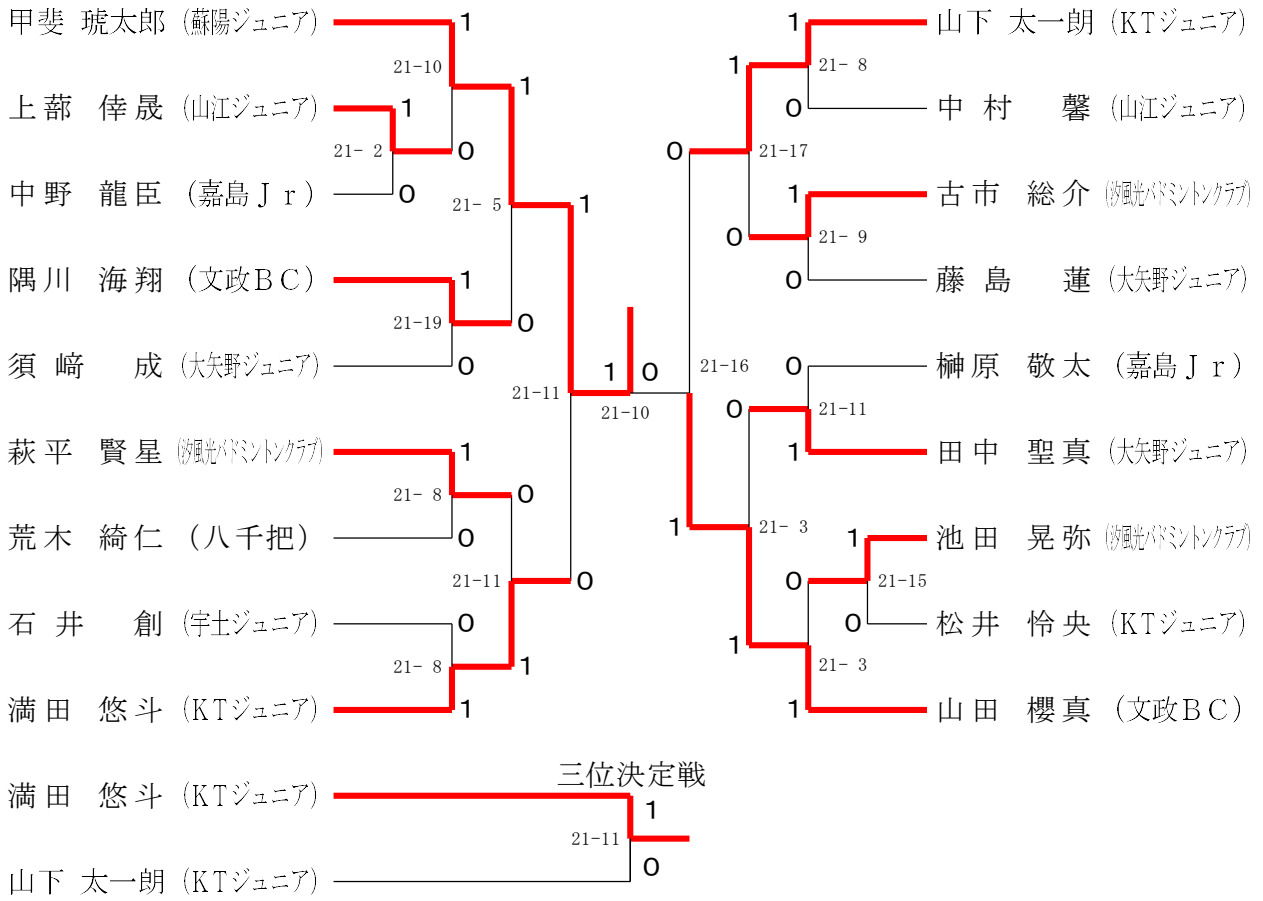 甲斐 琥太郎 (蘇陽ジュニア)
上蔀 倖晟 (山江ジュニア)
中野 龍臣 (嘉島Ｊｒ)
隅川 海翔 (文政ＢＣ)
須﨑 成 (大矢野ジュニア)
萩平 賢星 (汐風光バドミントンクラブ)
荒木 綺仁 (八千把)
石井 創 (宇土ジュニア)
満田 悠斗 (KTジュニア)
1
21-10
1
1
21- 2
0
0
21- 5
1
1
21-19
0
0
21-11
1
21- 8
0
0
21-11
0
0
21- 8
1
1
1
0
21-10
山下 太一朗 (KTジュニア)
中村 馨 (山江ジュニア)
古市 総介 (汐風光バドミントンクラブ)
藤島 蓮 (大矢野ジュニア)
榊原 敬太 (嘉島Ｊｒ)
田中 聖真 (大矢野ジュニア)
池田 晃弥 (汐風光バドミントンクラブ)
松井 怜央 (KTジュニア)
山田 櫻真 (文政ＢＣ)
1
1
21- 8
0
0
21-17
1
0
21- 9
0
21-16
0
0
21-11
1
1
21- 3
1
0
21-15
0
1
21- 3
1
三位決定戦
満田 悠斗 (KTジュニア)
1
21-11
0
山下 太一朗 (KTジュニア)